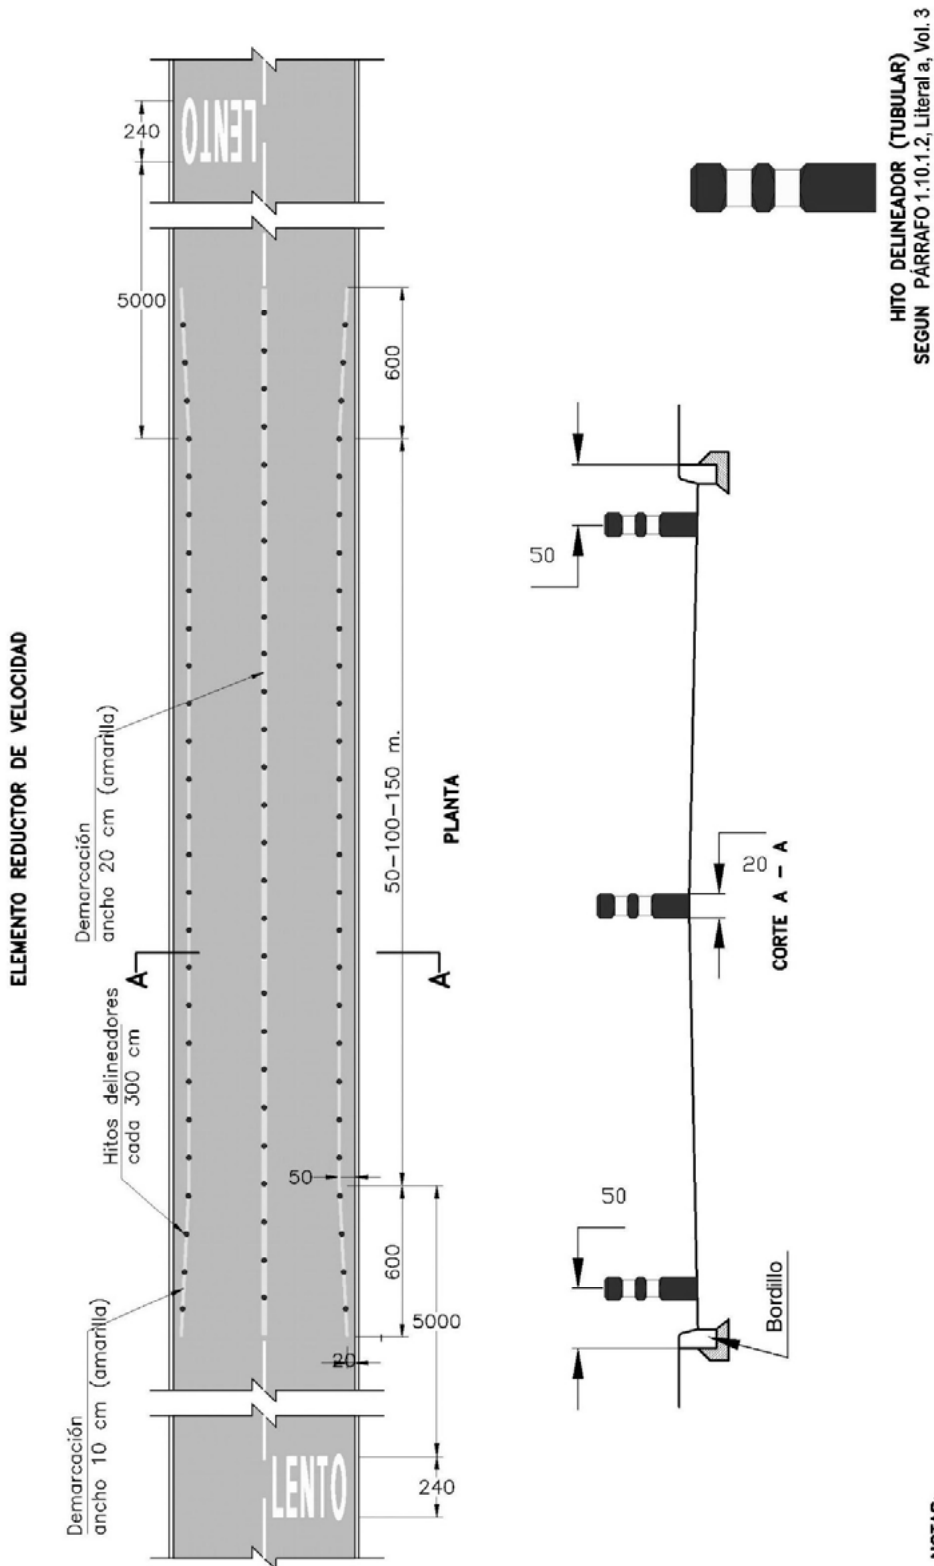 ELEMENTO REDUCTOR DE VELOCIDAD
Demarcación
ancho 10 cm (amarilla)
Hitos delineadores
cada 300 cm
Demarcación
ancho 20 cm (amarilla)
A
5000
240
LENTO
LENTO
50
20
600
600
240
5000
50-100-150 m.
A
PLANTA
50
50
20
Bordillo
CORTE A - A
HITO DELINEADOR (TUBULAR)
SEGUN PÁRRAFO 1.10.1.2, Literal a, Vol. 3